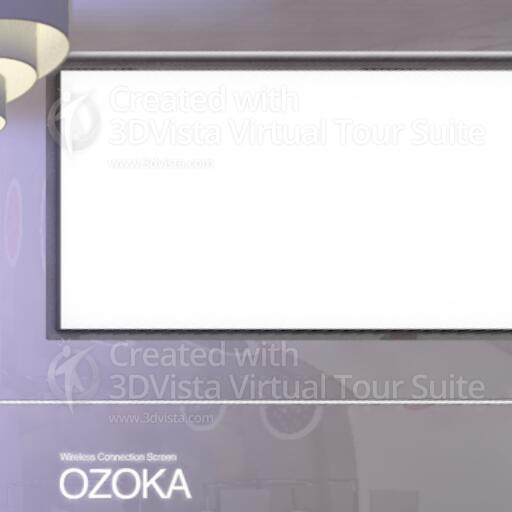 Created with
3DVista Virtual Tour Suite
www.3dvista.com
Created with
3DVista Virtual Tour Suite
www.3dvista.com
Wireless Connection Screen
OZOKA